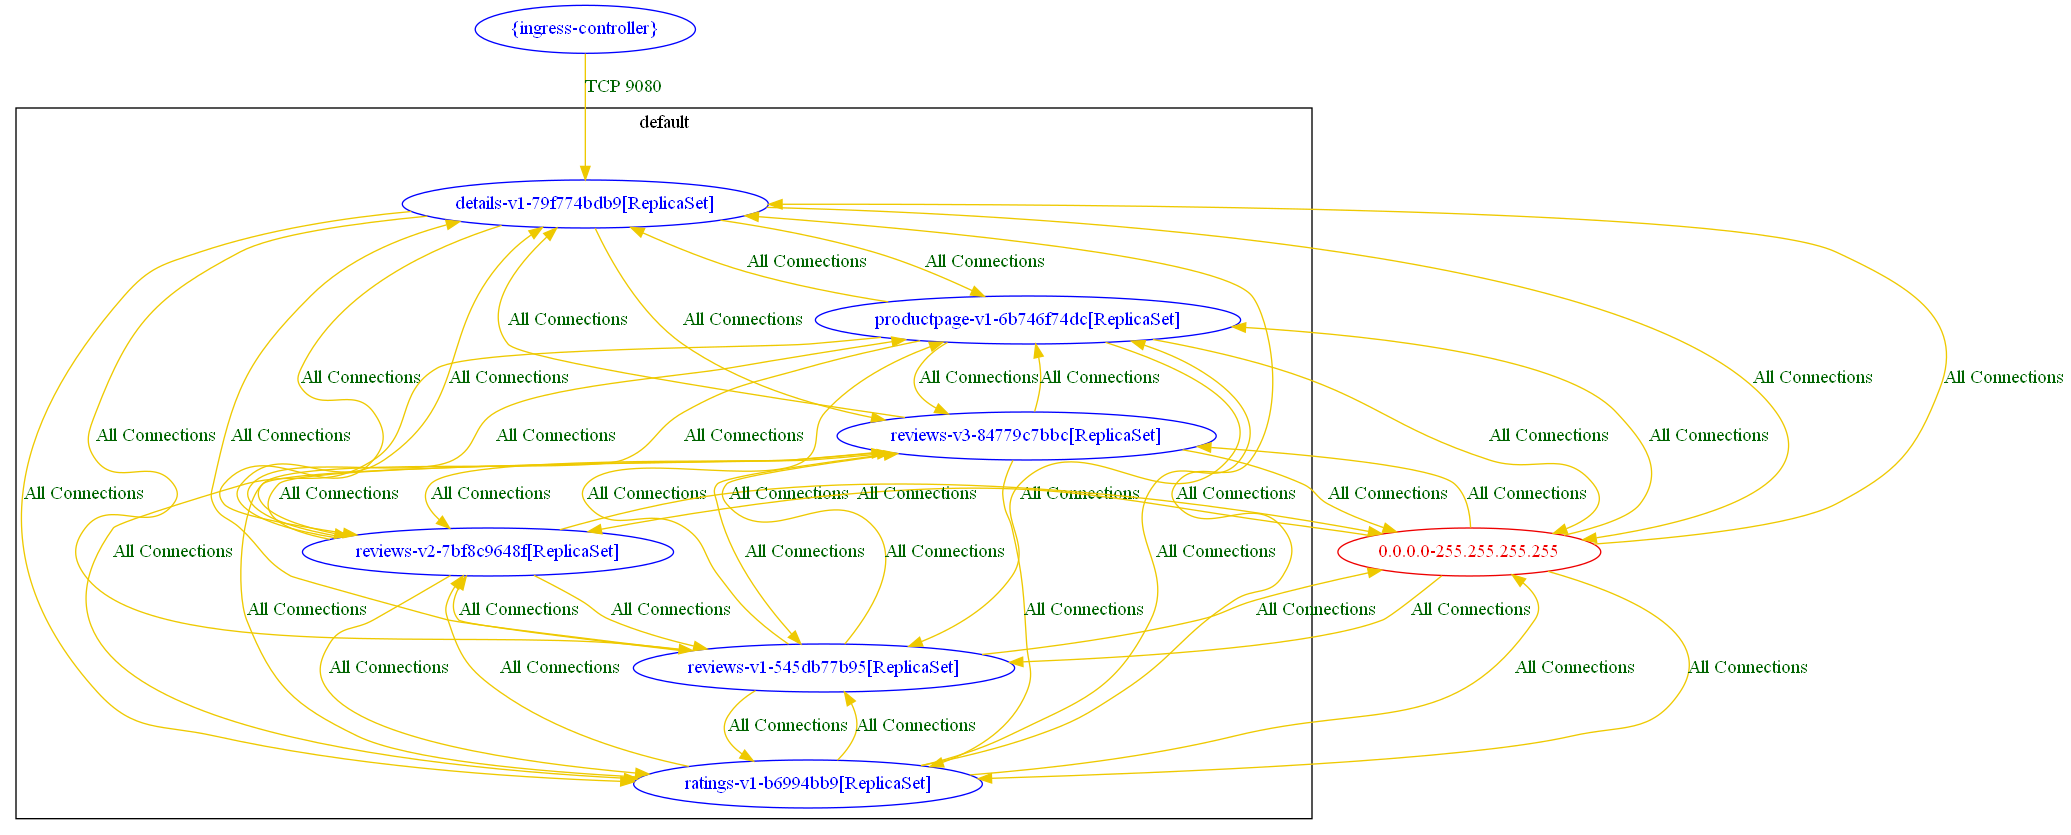 {ingress-controller}
TCP 9080
default
details-v1-79f774bdb9[ReplicaSet]
All Connections
All Connections
All Connections
All Connections
productpage-v1-6b746f74dc[ReplicaSet]
All Connections
All Connections
All Connections
All Connections
All Connections
All Connections
All Connections
All Connections
All Connections
All Connections
reviews-v3-84779c7bbc[ReplicaSet]
All Connections
All Connections
All Connections
All Connections
All Connections
All Connections
All Connections
All Connections
All Connections
All Connections
All Connections
All Connections
All Connections
reviews-v2-7bf8c9648f[ReplicaSet]
All Connections
All Connections
All Connections
0.0.0.0-255.255.255.255
All Connections
All Connections
All Connections
All Connections
All Connections
All Connections
All Connections
All Connections
reviews-v1-545db77b95[ReplicaSet]
All Connections
All Connections
All Connections
All Connections
ratings-v1-b6994bb9[ReplicaSet]